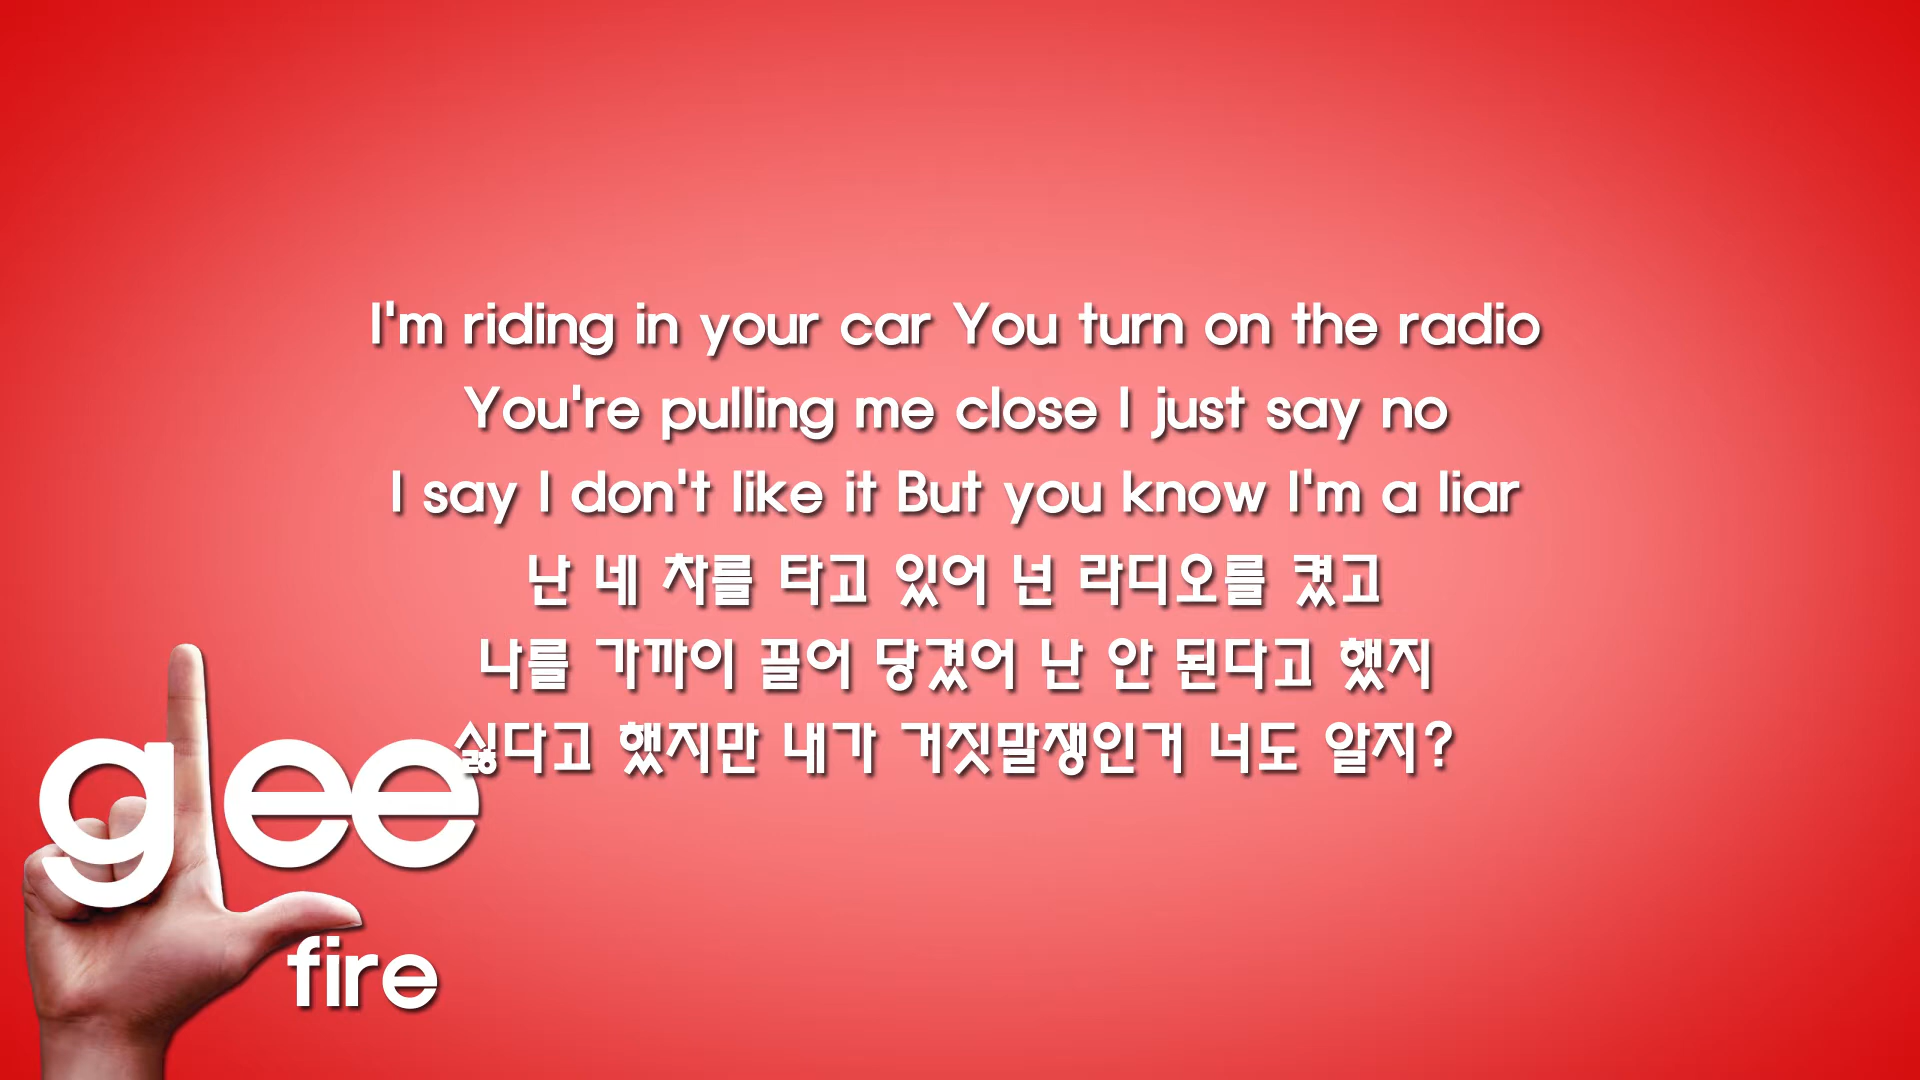 I'm riding in your car You turn on the radio
You're pulling me close I just say no
I say I don't like it But you know I'm a liar
난 네 차를 타고 있어 넌 라디오를 켰고
나를 가까이 끌어 당겼어 난 안 된다고 했지
싫다고 했지만 내가 거짓말쟁인거 너도 알지?
glee
fire